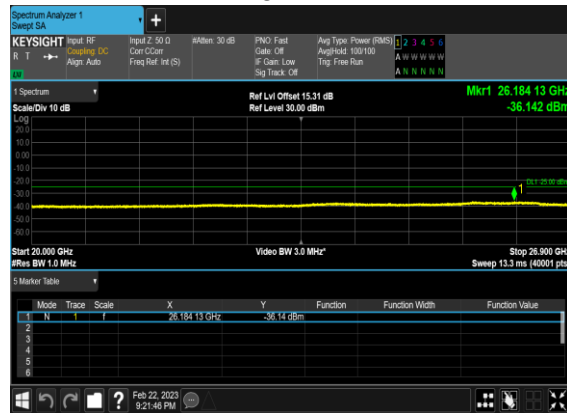 Spectrum Analyzer 1
Swept SA
KEYSIGHT Input: RF Input Z: 50 Ω #Atten: 30 dB PNO: Fast Avg Type: Power (RMS) 1 2 3 4 5 6
R T Coupling: DC Corr CCorr Gate: Off Avg|Hold: 100/100 A W W W W W
Align: Auto Freq Ref: Int (S) IF Gain: Low Trig: Free Run
LW Sig Track: Off A N N N N N
1 Spectrum Ref Lvl Offset 15.31 dB Mkr1 26.184 13 GHz
Scale/Div 10 dB Ref Level 30.00 dBm -36.142 dBm
Log
20.0
10.0
0.00
-10.0
-20.0
DL1 -25.00 dBm
1
-30.0
-40.0
-50.0
-60.0
Start 20.000 GHz Video BW 3.0 MHz* Stop 26.900 GHz
#Res BW 1.0 MHz Sweep 13.3 ms (40001 pts)
5 Marker Table
Mode Trace Scale X Y Function Function Width Function Value
1 N 1 f 26.184 13 GHz -36.14 dBm
2
3
4
5
6
? Feb 22, 2023
9:21:46 PM